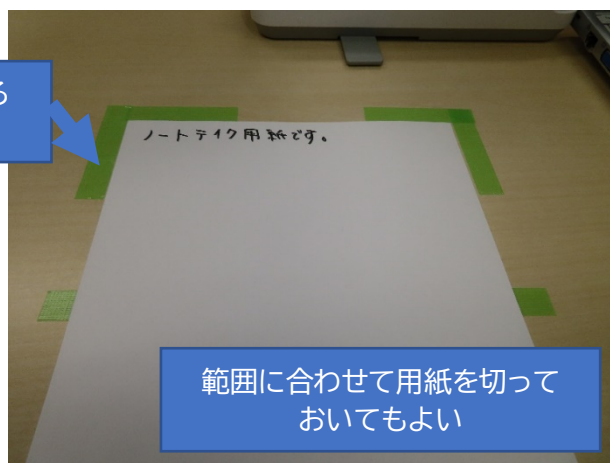 る
ノートテイク用紙です。
範囲に合わせて用紙を切って
おいてもよい